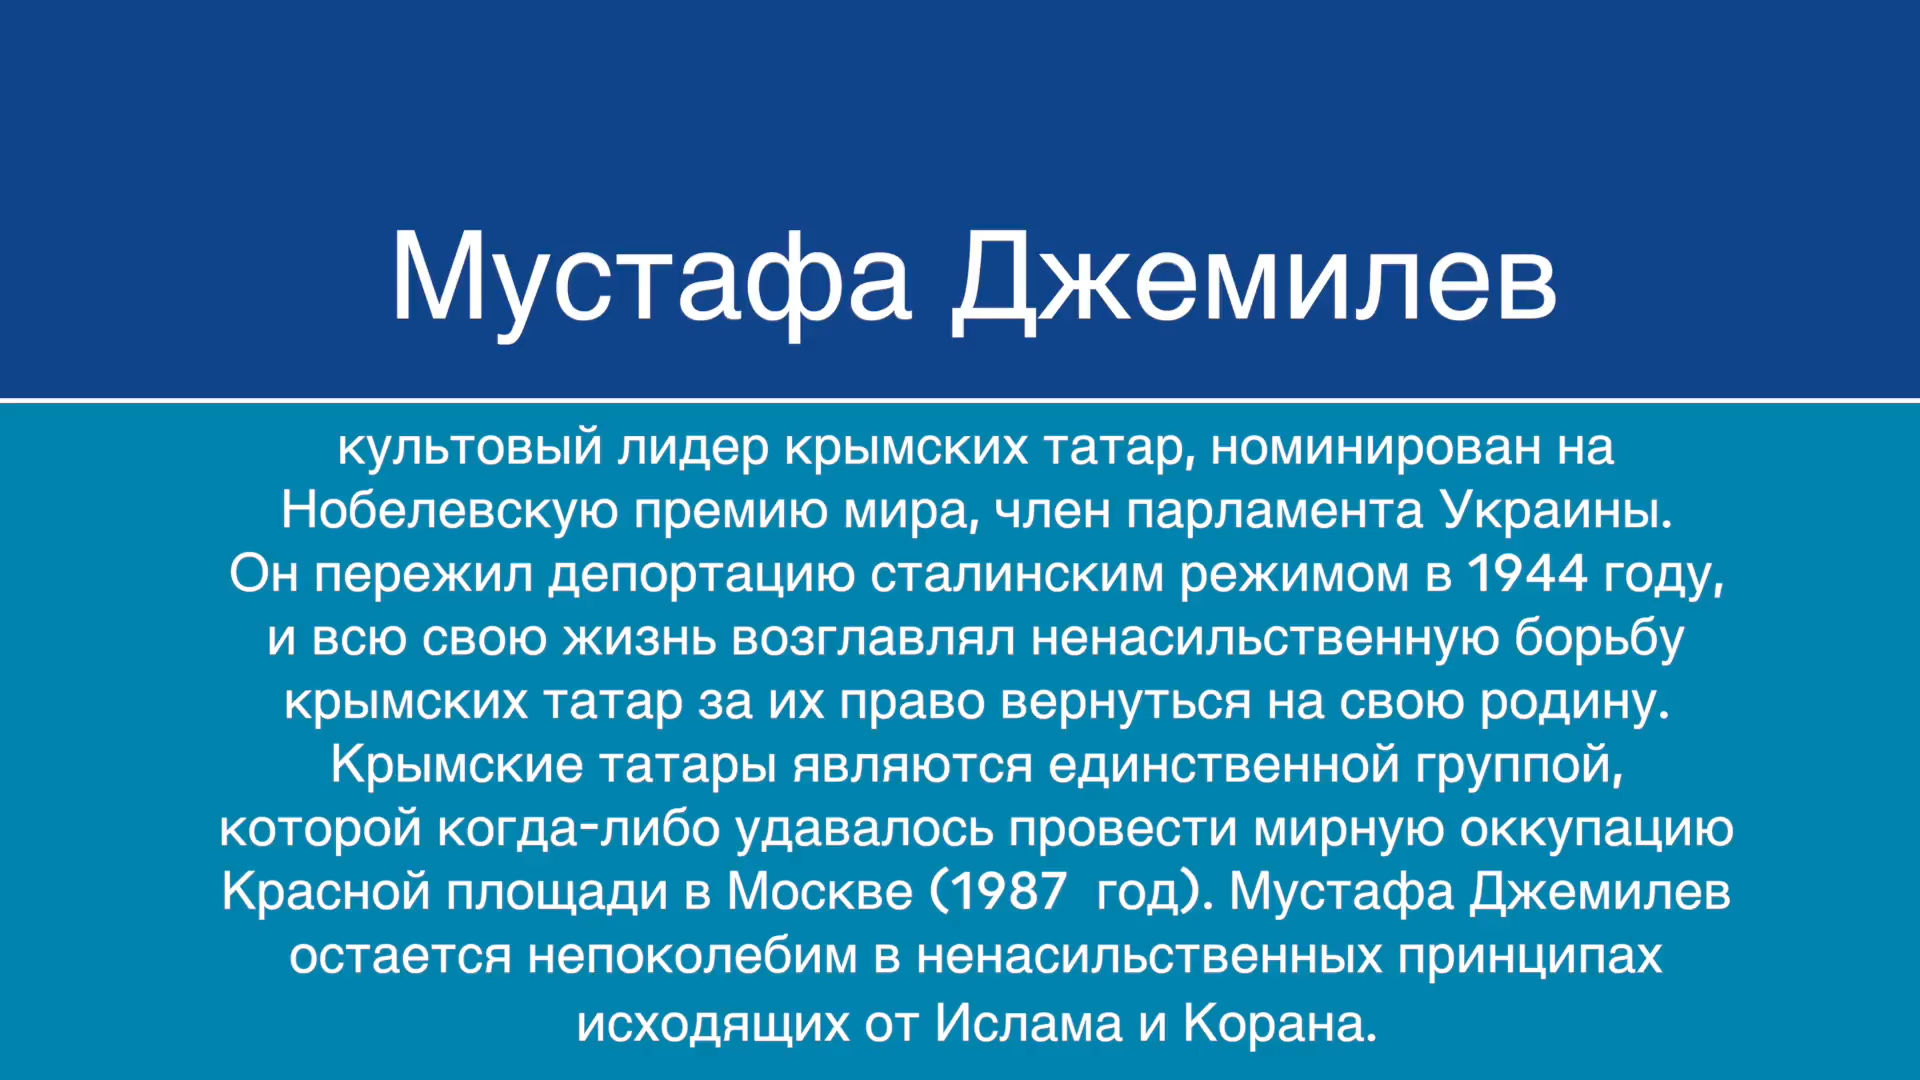 Мустафа Джемилев
культовый лидер крымских татар, номинирован на
Нобелевскую премию мира, член парламента Украины.
Он пережил депортацию сталинским режимом в 1944 году,
и всю свою жизнь возглавлял ненасильственную борьбу
крымских татар за их право вернуться на свою родину.
Крымские татары являются единственной группой,
которой когда-либо удавалось провести мирную оккупацию
Красной площади в Москве (1987 год). Мустафа Джемилев
остается непоколебим в ненасильственных принципах
исходящих от Ислама и Корана.